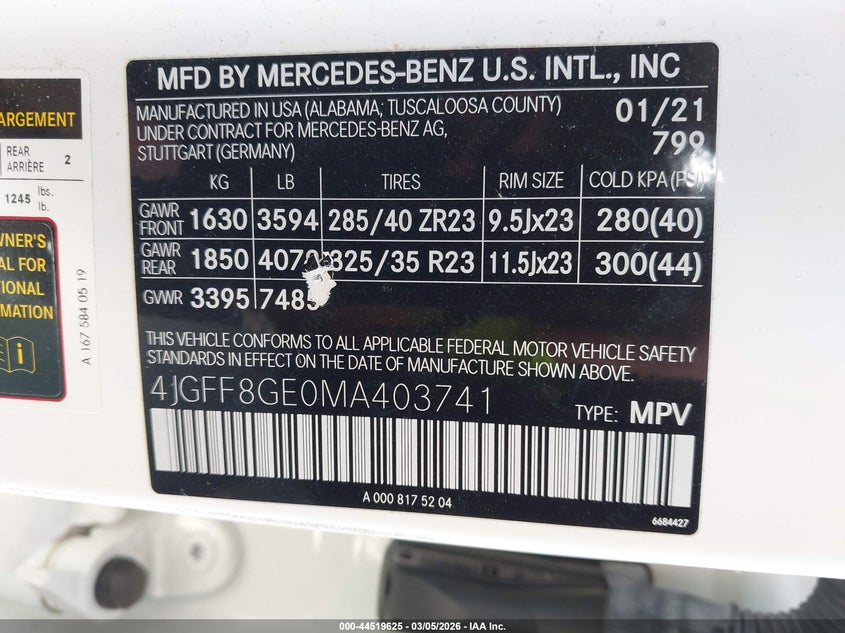 ARGEMENT
REAR
ARRIÈRE 2
1245 lbs.
lb.
WNER'S
AL FOR
TIONAL
RMATION
A 167 584 05 19
MFD BY MERCEDES-BENZ U.S. INTL., INC
MANUFACTURED IN USA (ALABAMA; TUSCALOOSA COUNTY) 01/21
UNDER CONTRACT FOR MERCEDES-BENZ AG, 799
STUTTGART (GERMANY)
KG LB TIRES RIM SIZE COLD KPA (PSI)
GAWR FRONT 1630 3594 285/40 ZR23 9.5Jx23 280(40)
GAWR REAR 1850 4079 325/35 R23 11.5Jx23 300(44)
GVWR 3395 7485
THIS VEHICLE CONFORMS TO ALL APPLICABLE FEDERAL MOTOR VEHICLE SAFETY
STANDARDS IN EFFECT ON THE DATE OF MANUFACTURE SHOWN ABOVE.
4JGFF8GE0MA403741 TYPE: MPV
A 000 817 52 04
6684427
000-44519625 - 03/05/2026 - IAA Inc.